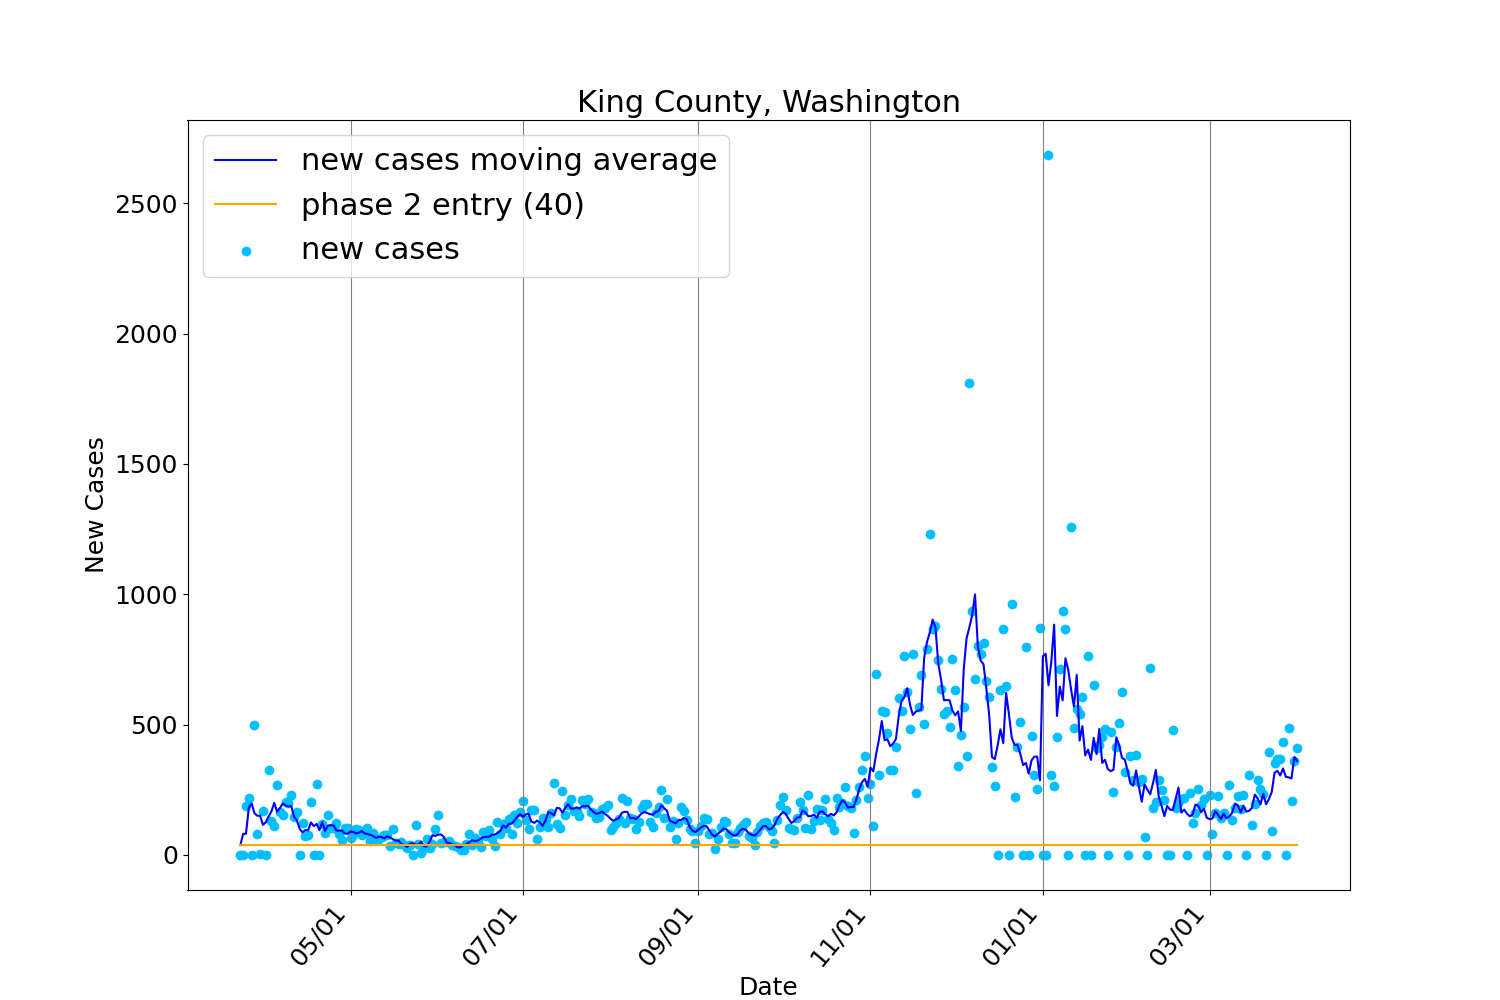 King County, Washington
new cases moving average
phase 2 entry (40)
new cases
2500
2000
1500
1000
500
0
New Cases
05/01
07/01
09/01
11/01
01/01
03/01
Date